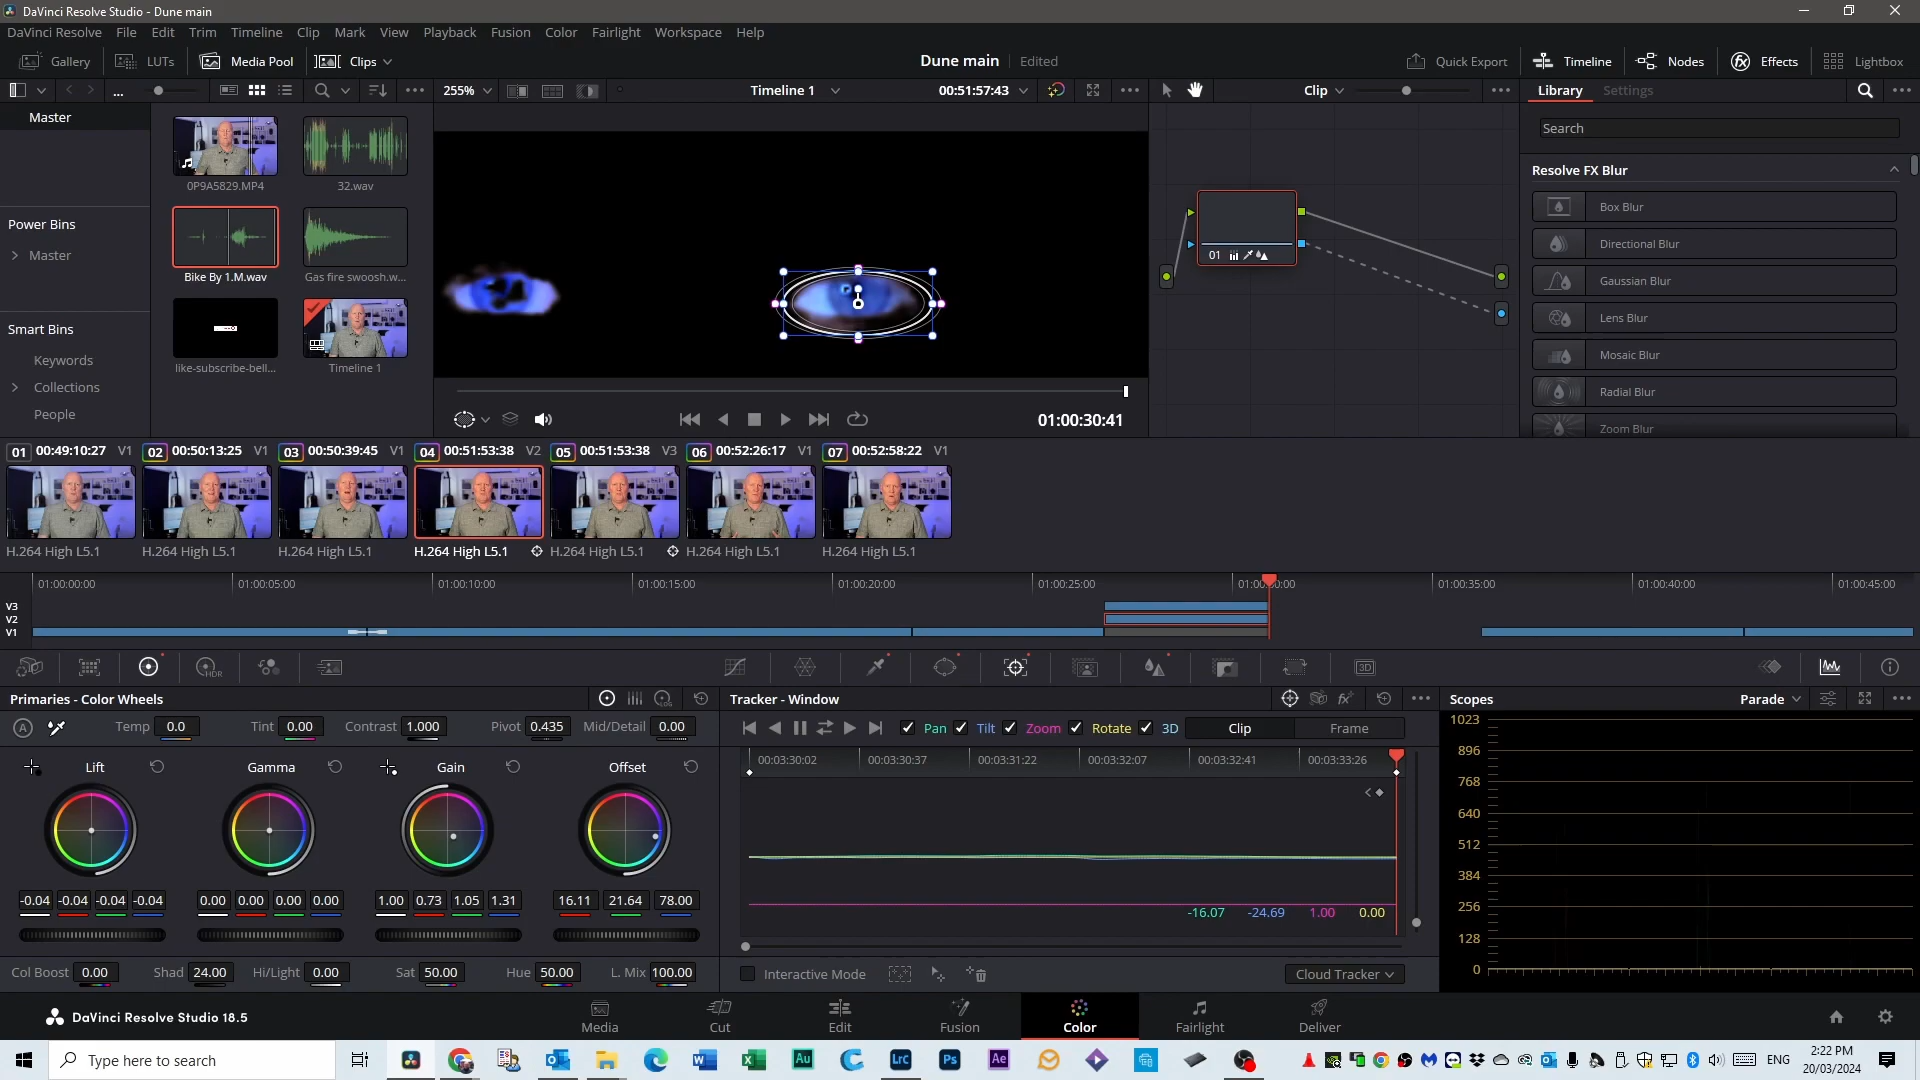 DaVinci Resolve Studio - Dune main
DaVinci Resolve File Edit Trim Timeline Clip Mark View Playback Fusion Color Fairlight Workspace Help
Gallery LUTs Media Pool Clips Dune main Edited Quick Export Timeline Nodes Effects Lightbox
... 255% Timeline 1 00:51:57:43 Clip Library Settings
Master
Search
0P9A5829.MP4 32.wav
Resolve FX Blur
Box Blur
Power Bins
Master
Directional Blur
Bike By 1.M.wav Gas fire swoosh.w...
01
Gaussian Blur
Lens Blur
Smart Bins
Keywords
Mosaic Blur
like-subscribe-bell... Timeline 1
Collections
Radial Blur
People
01:00:30:41
Zoom Blur
01 00:49:10:27 V1 02 00:50:13:25 V1 03 00:50:39:45 V1 04 00:51:53:38 V2 05 00:51:53:38 V3 06 00:52:26:17 V1 07 00:52:58:22 V1
H.264 High L5.1 H.264 High L5.1 H.264 High L5.1 H.264 High L5.1 H.264 High L5.1 H.264 High L5.1 H.264 High L5.1
01:00:00:00 01:00:05:00 01:00:10:00 01:00:15:00 01:00:20:00 01:00:25:00 01:00:35:00 01:00:40:00 01:00:45:00
V3
V2
V1
HDR 3D
Primaries - Color Wheels LOG Tracker - Window Scopes Parade
A Temp 0.0 Tint 0.00 Contrast 1.000 Pivot 0.435 Mid/Detail 0.00 Pan Tilt Zoom Rotate 3D Clip Frame
1023
896
768
640
512
384
256
128
0
Lift Gamma Gain Offset
00:03:30:02 00:03:30:37 00:03:31:22 00:03:32:07 00:03:32:41 00:03:33:26
-0.04 -0.04 -0.04 -0.04 0.00 0.00 0.00 0.00 1.00 0.73 1.05 1.31 16.11 21.64 78.00
-16.07 -24.69 1.00 0.00
Col Boost 0.00 Shad 24.00 Hi/Light 0.00 Sat 50.00 Hue 50.00 L. Mix 100.00
Interactive Mode Cloud Tracker
DaVinci Resolve Studio 18.5 Media Cut Edit Fusion Color Fairlight Deliver
Type here to search
Au Lrc Ps Ae
ENG
2:22 PM
20/03/2024